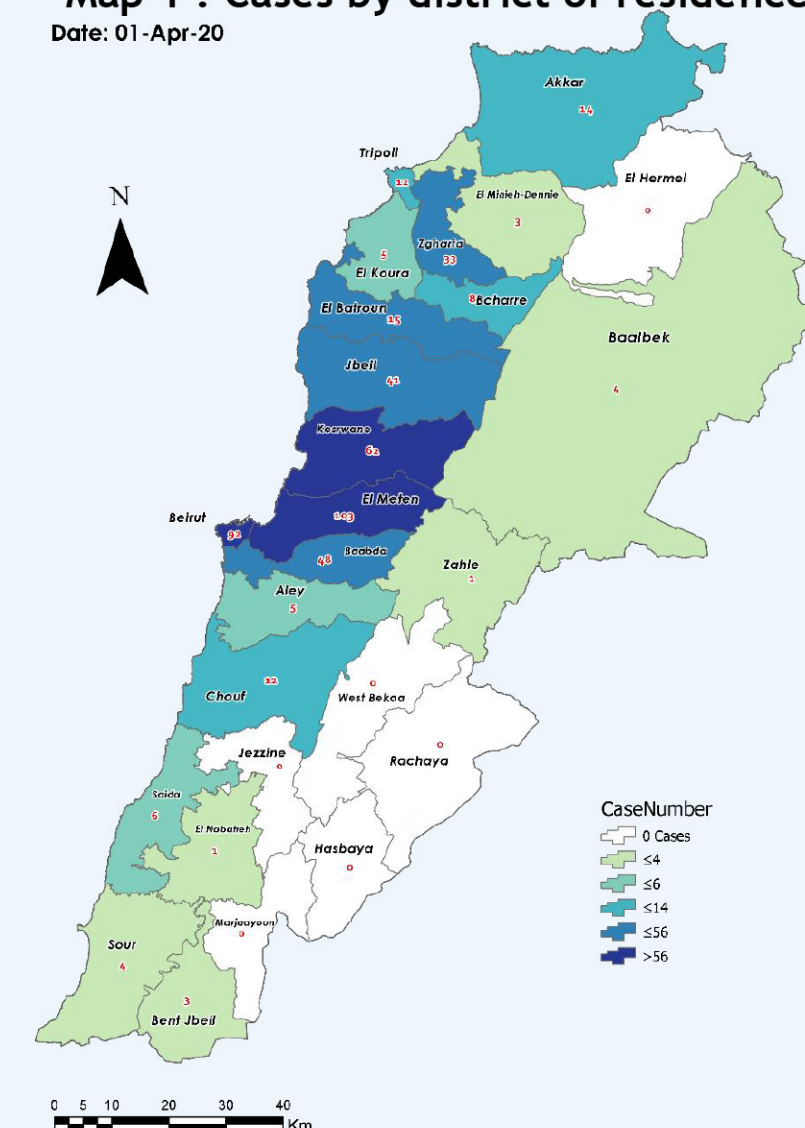 Map 1 : Cases by district of residence
Date: 01-Apr-20
Akkar
14
Tripoli
12
El Hermel
0
N
El Minieh-Dennie
3
Zgharta
33
5
El Koura
8 Bcharre
El Batroun
15
Baalbek
4
Jbeil
41
Kesrwane
62
El Meten
103
Beirut
92
Baabda
48
Zahle
1
Aley
5
12
Chouf
0
West Bekaa
Jezzine
0
0
Rachaya
Saida
6
El Nabatieh
1
Hasbaya
0
Marjaayoun
0
Sour
4
3
Bent Jbeil
CaseNumber
0 Cases
≤4
≤6
≤14
≤56
>56
0 5 10 20 30 40
Km